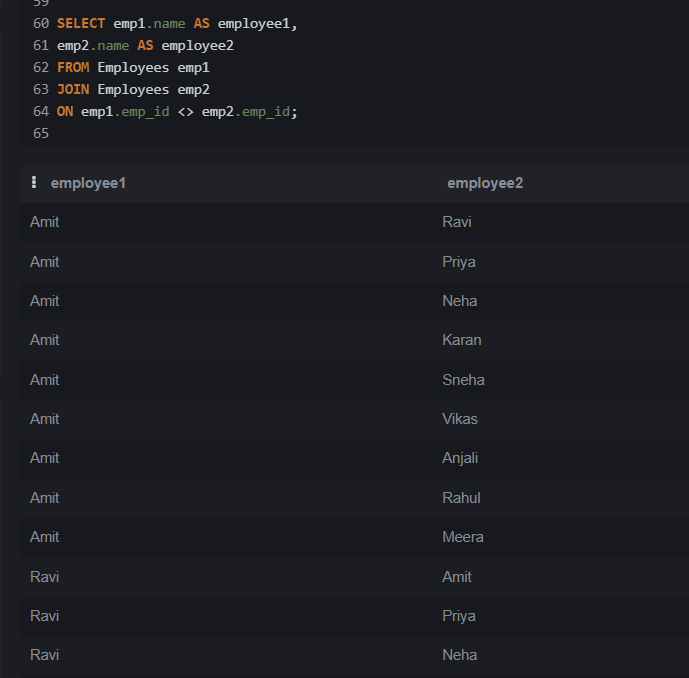 59
60 SELECT emp1.name AS employee1,
61 emp2.name AS employee2
62 FROM Employees emp1
63 JOIN Employees emp2
64 ON emp1.emp_id <> emp2.emp_id;
65
employee1 employee2
Amit Ravi
Amit Priya
Amit Neha
Amit Karan
Amit Sneha
Amit Vikas
Amit Anjali
Amit Rahul
Amit Meera
Ravi Amit
Ravi Priya
Ravi Neha